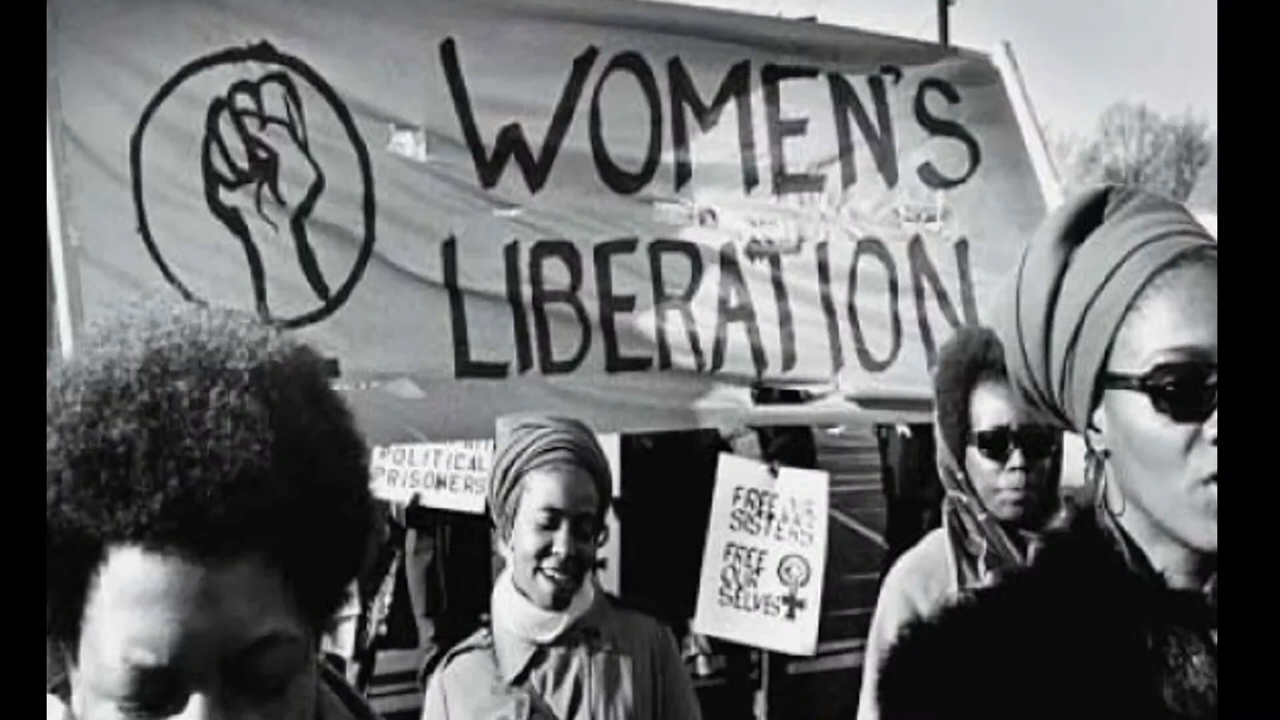 WOMEN'S
LIBERATION
POLITICAL
PRISONERS
FREE OUR
SISTERS
FREE
OUR
SELVES